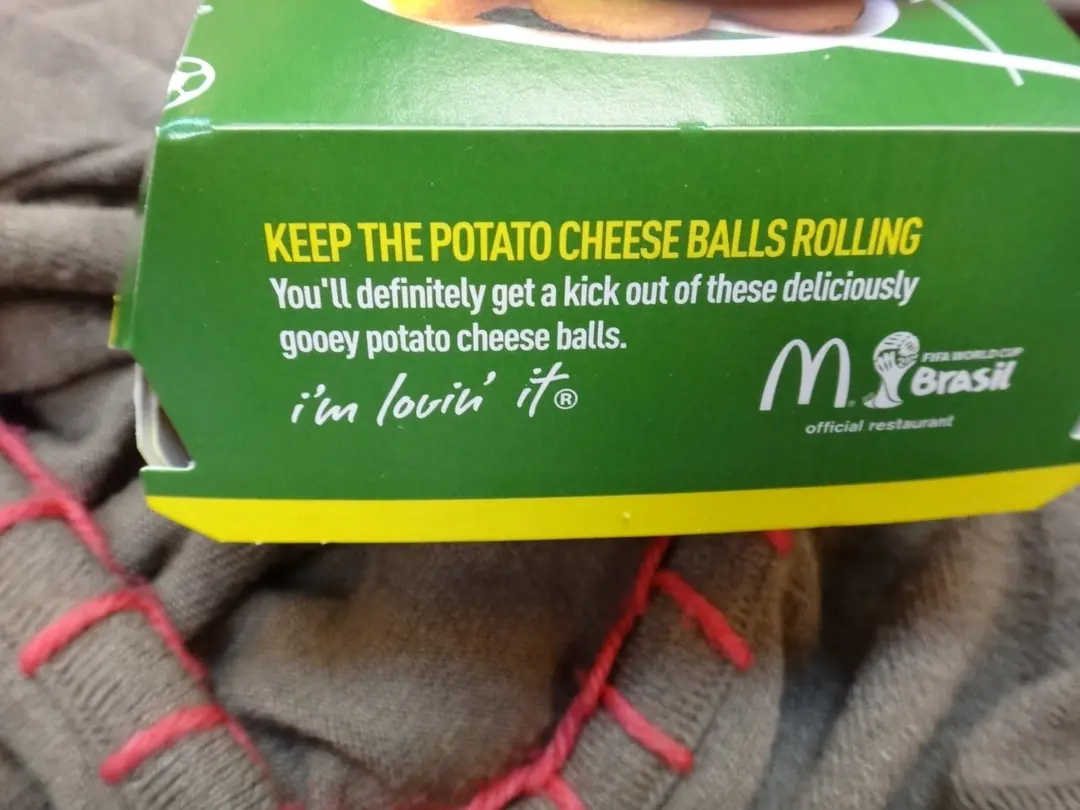 KEEP THE POTATO CHEESE BALLS ROLLING
You'll definitely get a kick out of these deliciously
gooey potato cheese balls.
i'm lovin' it®
M
FIFA WORLD CUP
Brasil
official restaurant